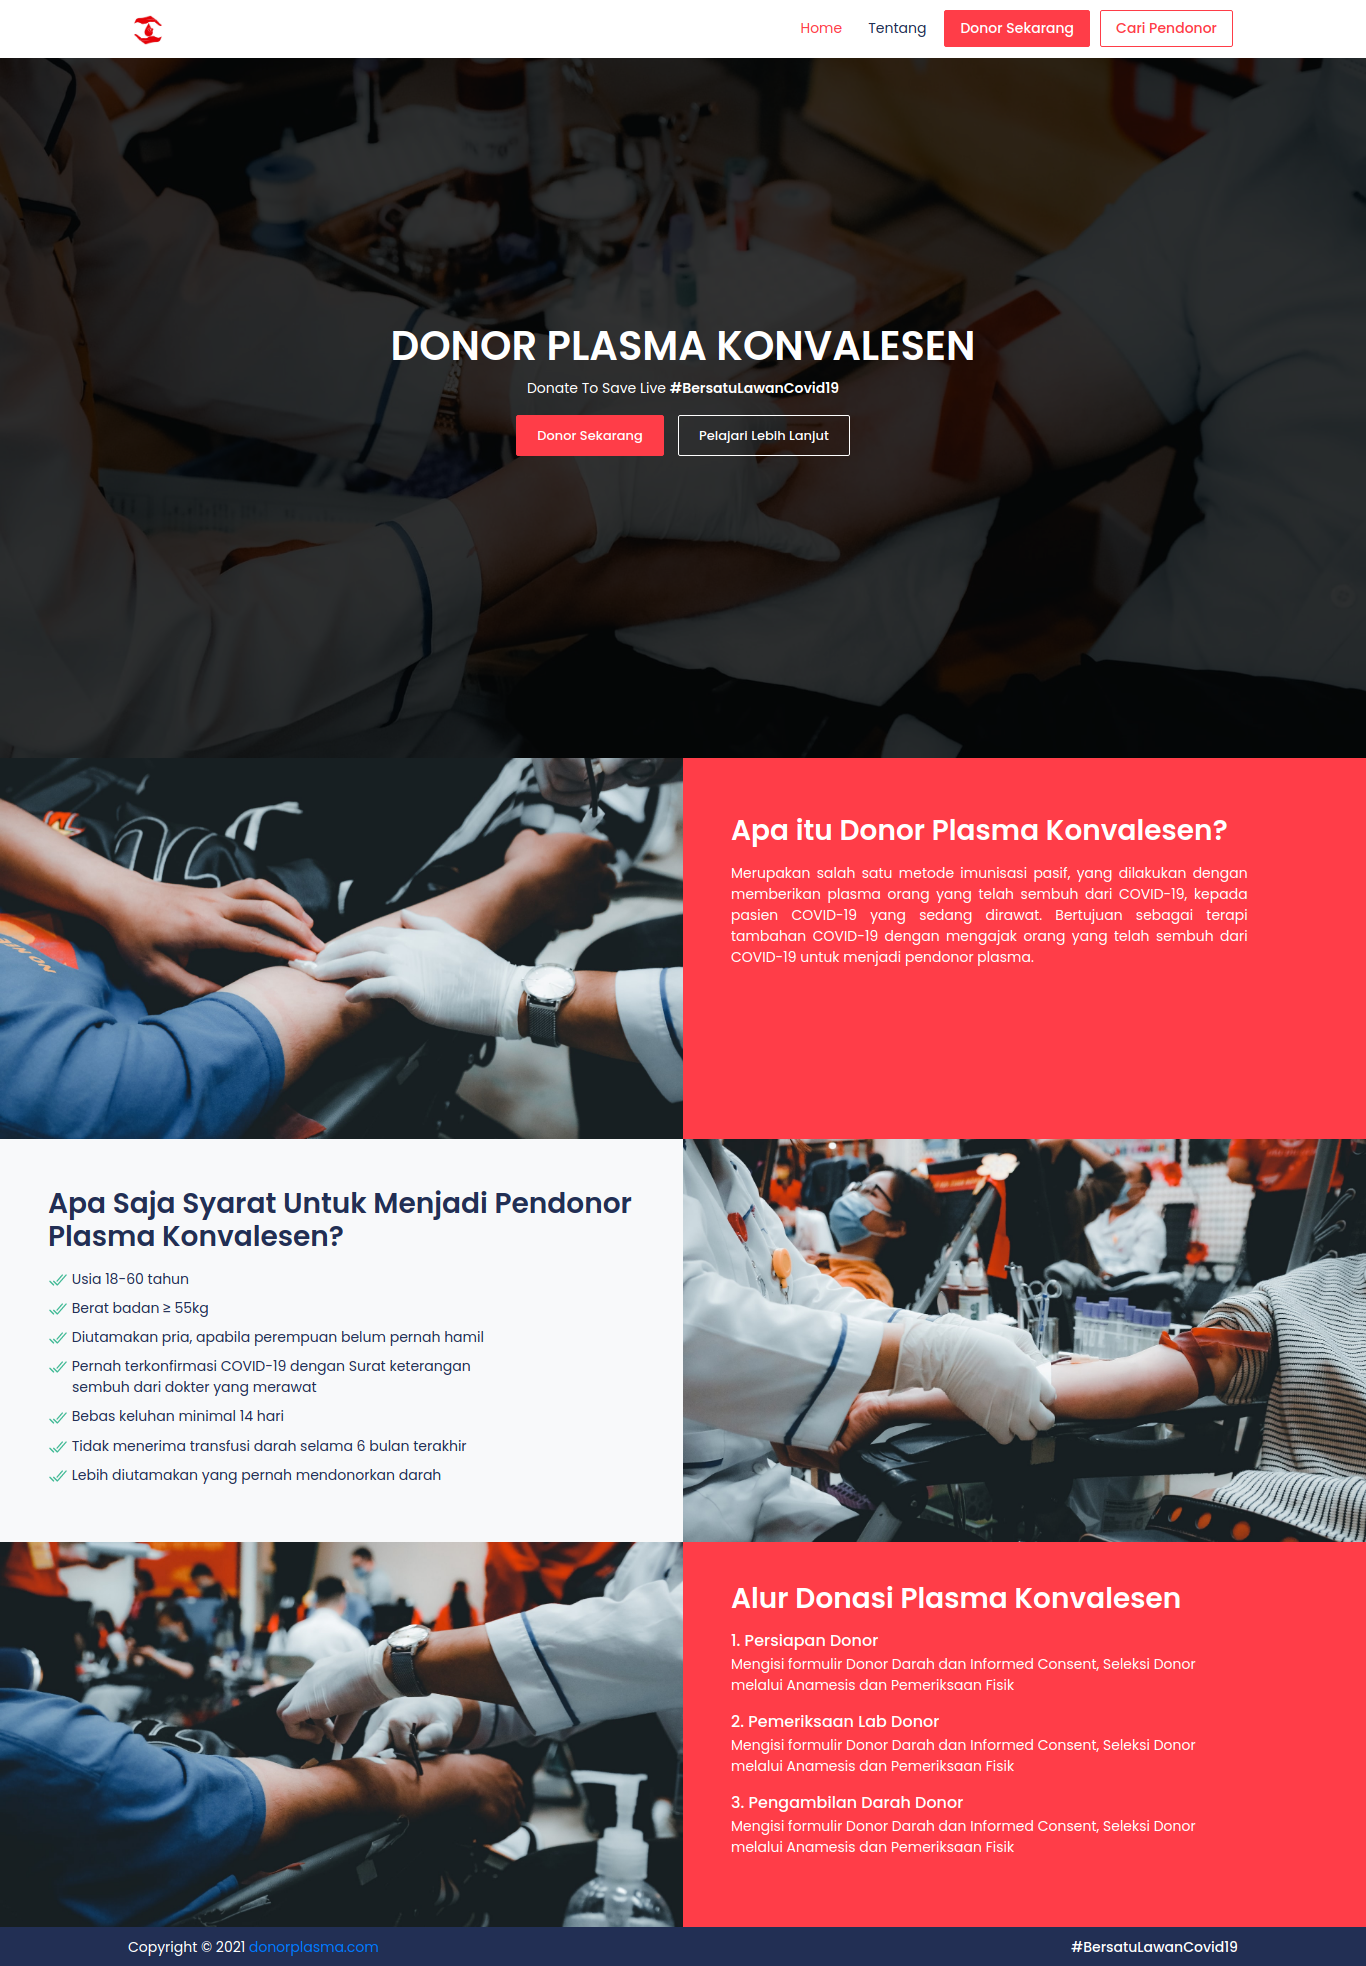 Home Tentang Donor Sekarang Cari Pendonor
DONOR PLASMA KONVALESEN
Donate To Save Live #BersatuLawanCovid19
Donor Sekarang Pelajari Lebih Lanjut
Apa itu Donor Plasma Konvalesen?
Merupakan salah satu metode imunisasi pasif, yang dilakukan dengan
memberikan plasma orang yang telah sembuh dari COVID-19, kepada
pasien COVID-19 yang sedang dirawat. Bertujuan sebagai terapi
tambahan COVID-19 dengan mengajak orang yang telah sembuh dari
COVID-19 untuk menjadi pendonor plasma.
Apa Saja Syarat Untuk Menjadi Pendonor
Plasma Konvalesen?
Usia 18-60 tahun
Berat badan ≥ 55kg
Diutamakan pria, apabila perempuan belum pernah hamil
Pernah terkonfirmasi COVID-19 dengan Surat keterangan
sembuh dari dokter yang merawat
Bebas keluhan minimal 14 hari
Tidak menerima transfusi darah selama 6 bulan terakhir
Lebih diutamakan yang pernah mendonorkan darah
Alur Donasi Plasma Konvalesen
1. Persiapan Donor
Mengisi formulir Donor Darah dan Informed Consent, Seleksi Donor
melalui Anamesis dan Pemeriksaan Fisik
2. Pemeriksaan Lab Donor
Mengisi formulir Donor Darah dan Informed Consent, Seleksi Donor
melalui Anamesis dan Pemeriksaan Fisik
3. Pengambilan Darah Donor
Mengisi formulir Donor Darah dan Informed Consent, Seleksi Donor
melalui Anamesis dan Pemeriksaan Fisik
Copyright © 2021 donorplasma.com #BersatuLawanCovid19